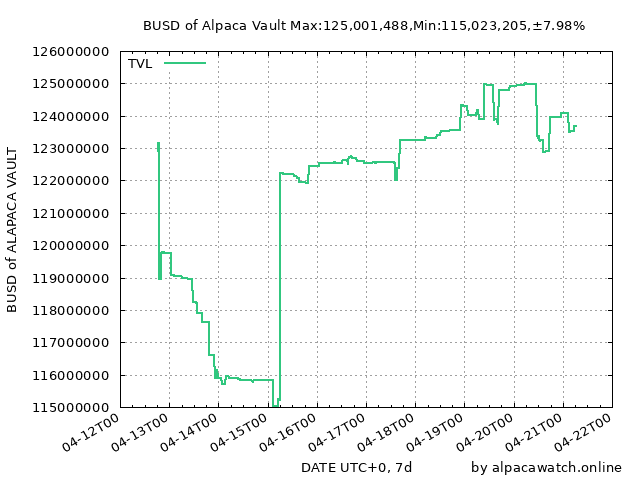 BUSD of Alpaca Vault Max:125,001,488,Min:115,023,205,±7.98%
126000000
125000000
124000000
123000000
122000000
121000000
120000000
119000000
118000000
117000000
116000000
115000000
TVL
BUSD of ALAPACA VAULT
04-12T00
04-13T00
04-14T00
04-15T00
04-16T00
04-17T00
04-18T00
04-19T00
04-20T00
04-21T00
04-22T00
DATE UTC+0, 7d
by alpacawatch.online